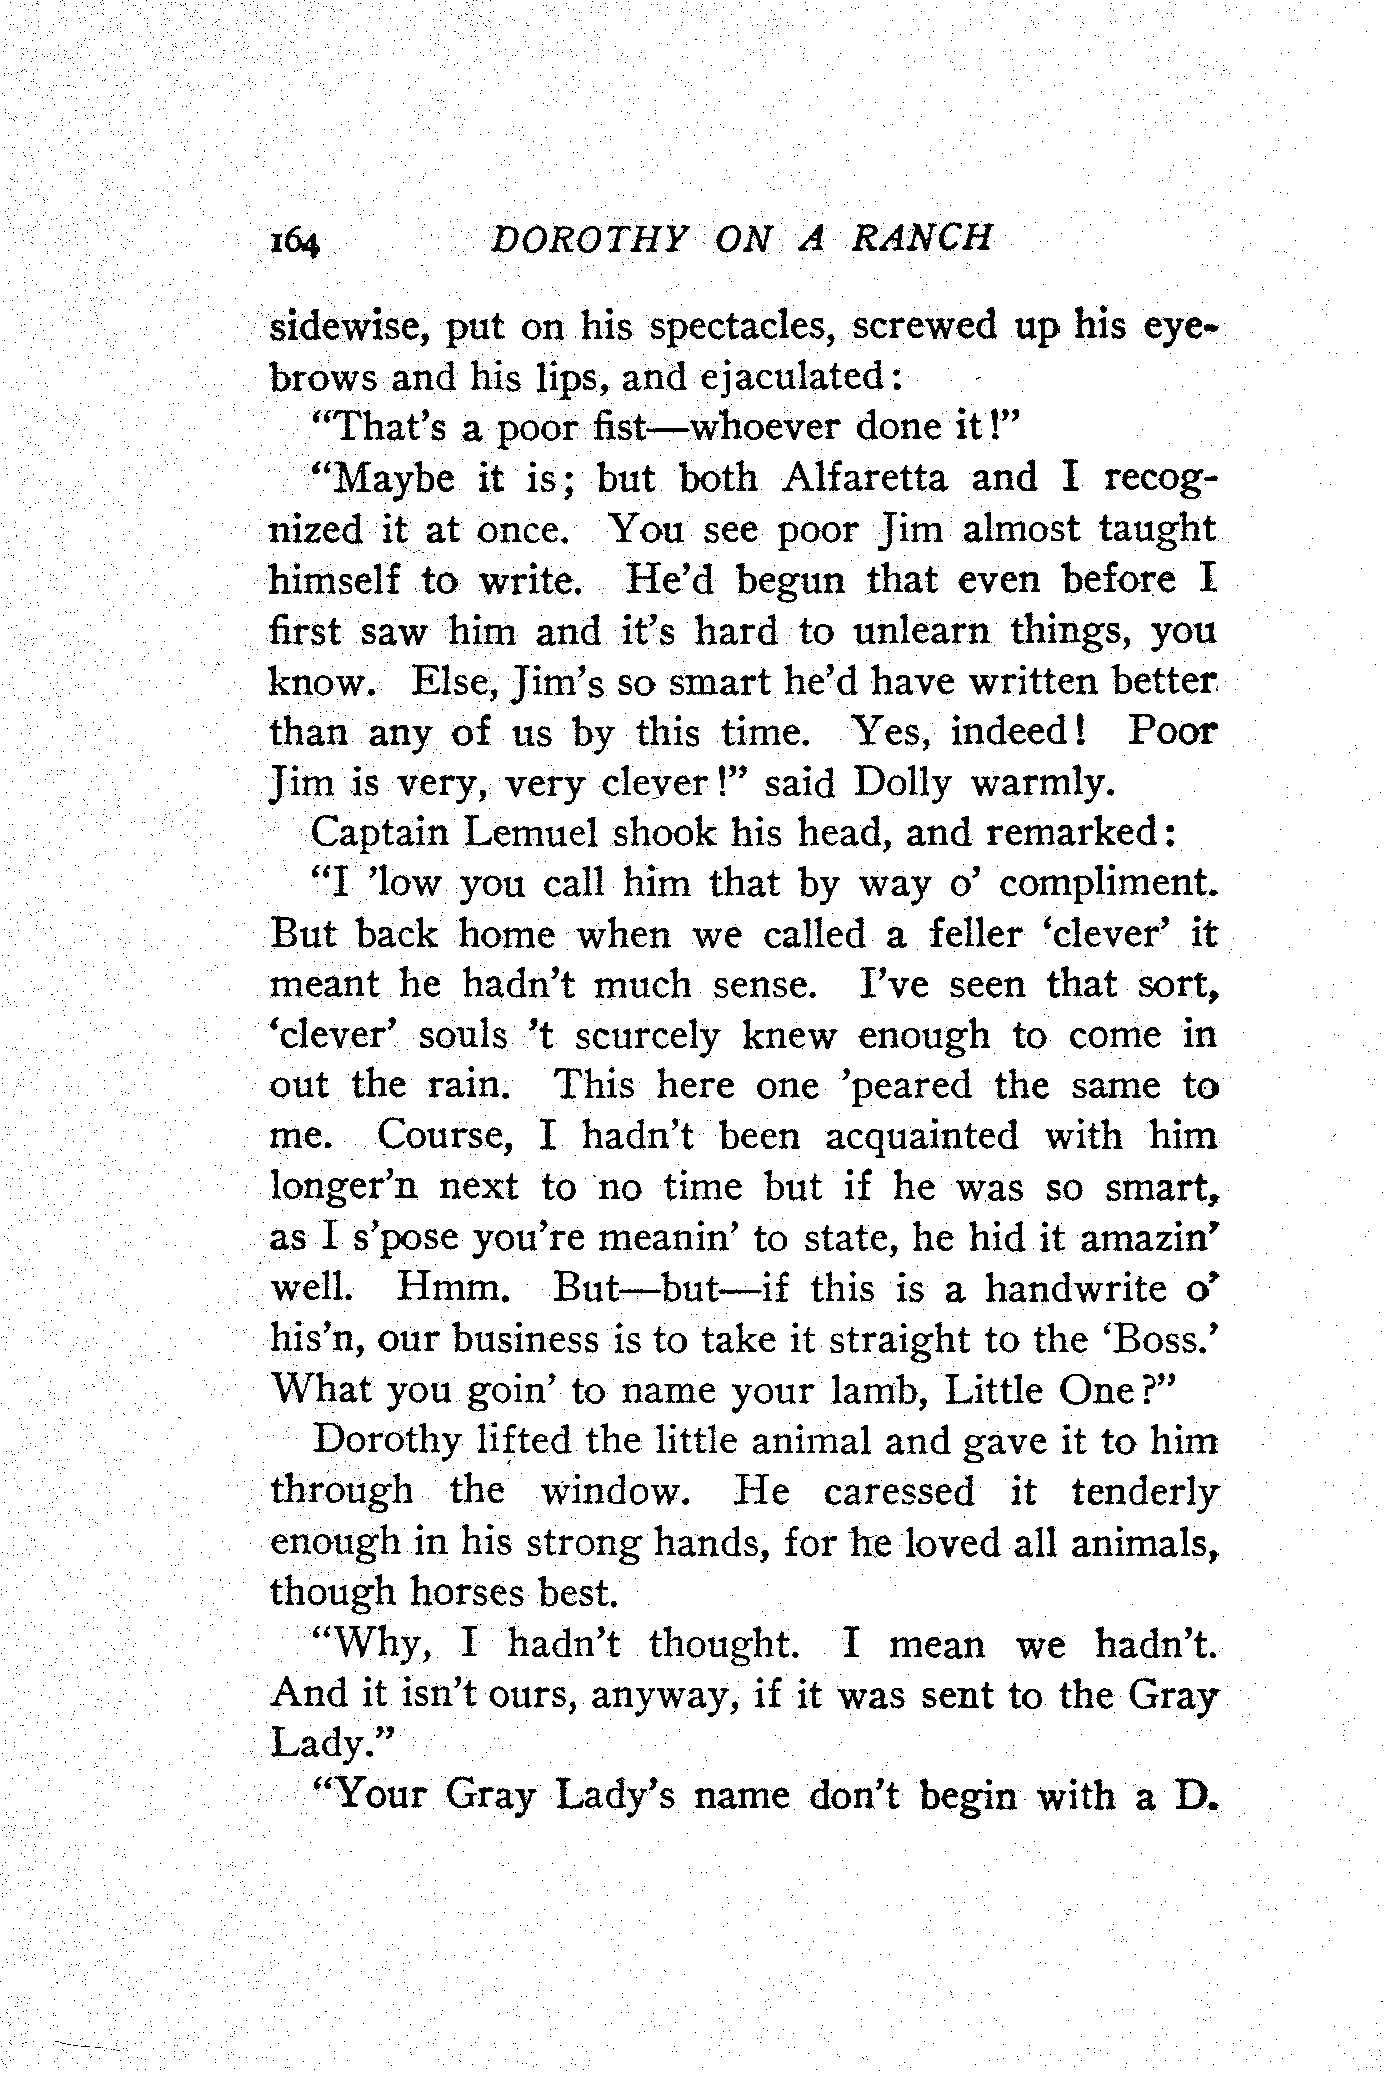 164 DOROTHY ON A RANCH
sidewise, put on his spectacles, screwed up his eye-
brows and his lips, and ejaculated:
“That’s a poor fist—whoever done it!”
“Maybe it is; but both Alfaretta and I recog-
nized it at once. You see poor Jim almost taught
himself to write. He’d begun that even before I
first saw him and it’s hard to unlearn things, you
know. Else, Jim’s so smart he’d have written better
than any of us by this time. Yes, indeed! Poor
Jim is very, very clever!” said Dolly warmly.
Captain Lemuel shook his head, and remarked:
“I ’low you call him that by way o’ compliment.
But back home when we called a feller ‘clever’ it
meant he hadn’t much sense. I’ve seen that sort,
‘clever’ souls ’t scurcely knew enough to come in
out the rain. This here one ’peared the same to
me. Course, I hadn’t been acquainted with him
longer’n next to no time but if he was so smart,
as I s’pose you’re meanin’ to state, he hid it amazin’
well. Hmm. But—but—if this is a handwrite o’
his’n, our business is to take it straight to the ‘Boss.’
What you goin’ to name your lamb, Little One?”
Dorothy lifted the little animal and gave it to him
through the window. He caressed it tenderly
enough in his strong hands, for he loved all animals,
though horses best.
“Why, I hadn’t thought. I mean we hadn’t.
And it isn’t ours, anyway, if it was sent to the Gray
Lady.”
“Your Gray Lady’s name don’t begin with a D.